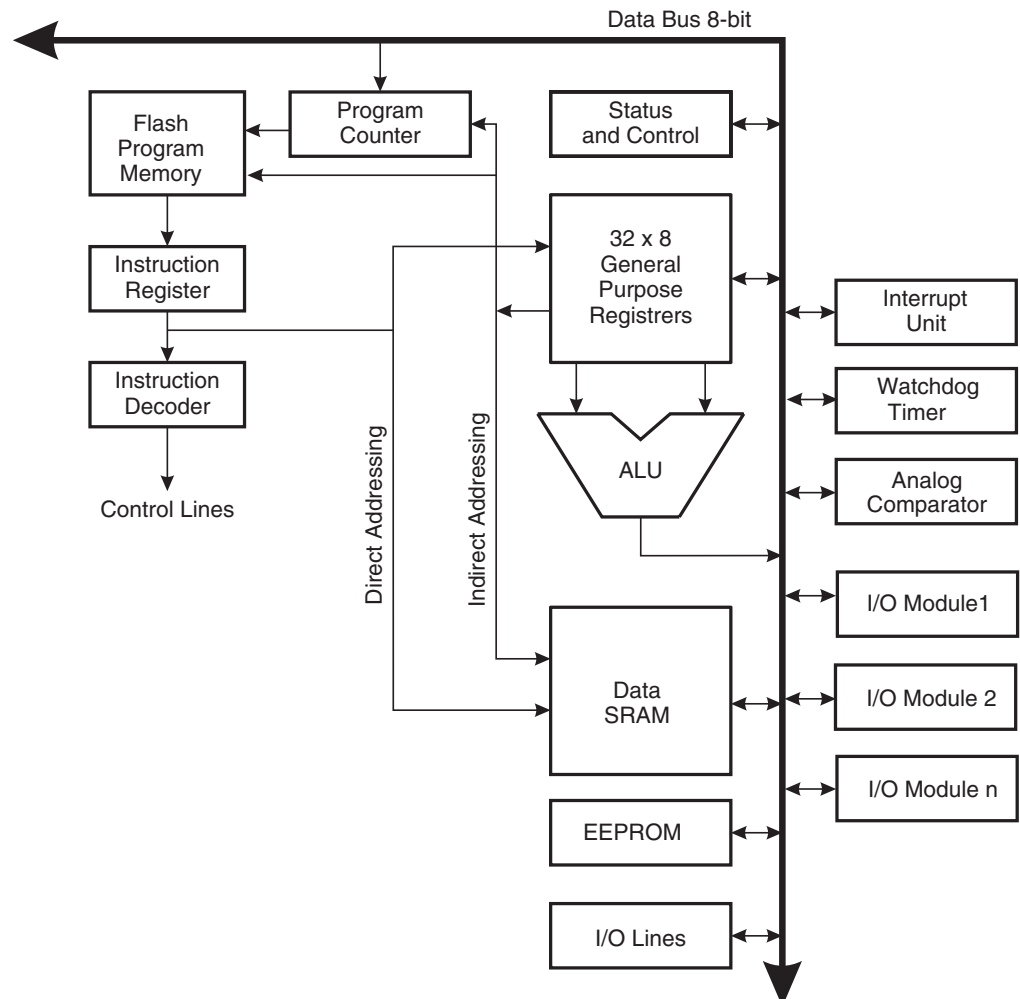 Data Bus 8-bit
Flash
Program
Memory
Program
Counter
Status
and Control
Instruction
Register
32 x 8
General
Purpose
Registrers
Interrupt
Unit
Instruction
Decoder
Watchdog
Timer
Control Lines
Direct Addressing
Indirect Addressing
ALU
Analog
Comparator
I/O Module1
Data
SRAM
I/O Module 2
I/O Module n
EEPROM
I/O Lines